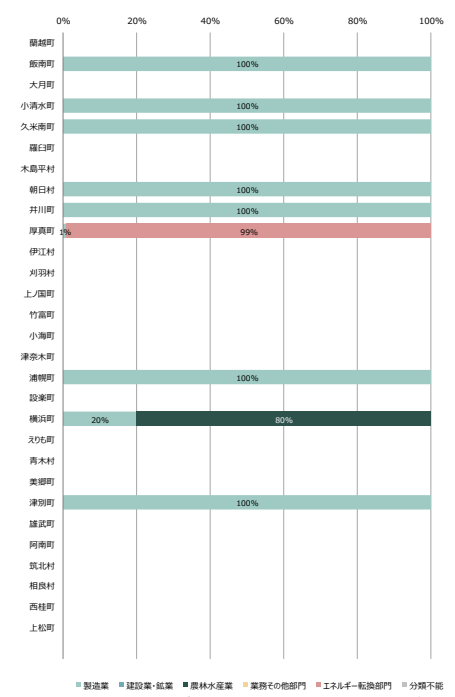 0% 20% 40% 60% 80% 100%
蘭越町
飯南町 100%
大月町
小清水町 100%
久米南町 100%
羅臼町
木島平村
朝日村 100%
井川町 100%
厚真町 1% 99%
伊江村
刈羽村
上ノ国町
竹富町
小海町
津奈木町
浦幌町 100%
設楽町
横浜町 20% 80%
えりも町
青木村
美郷町
津別町 100%
雄武町
阿南町
筑北村
相良村
西桂町
上松町
製造業 建設業・鉱業 農林水産業 業務その他部門 エネルギー転換部門 分類不能